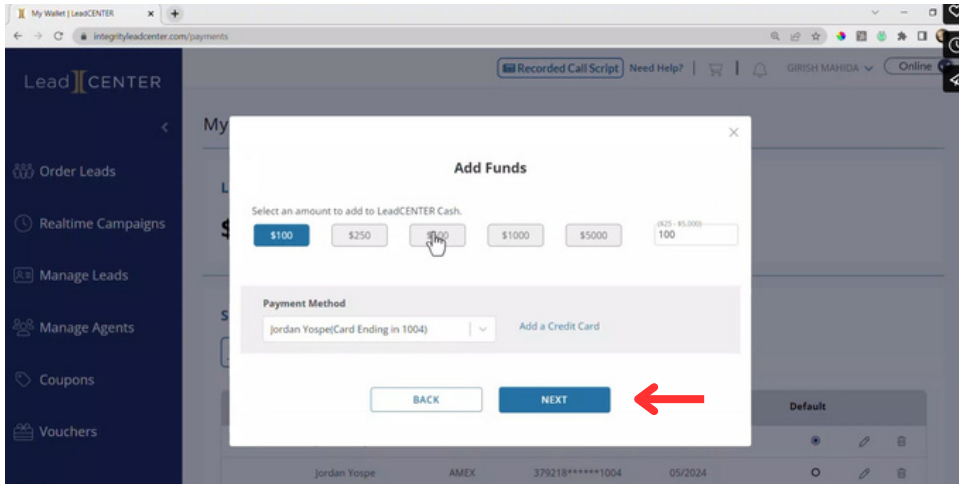 My Wallet | LeadCENTER
integrityleadcenter.com/payments
Lead CENTER
Recorded Call Script Need Help? GIRISH MAHIDA Online
My
Order Leads
Realtime Campaigns
Manage Leads
Manage Agents
Coupons
Vouchers
L
$
S
Add Funds
Select an amount to add to LeadCENTER Cash.
($25 - $5,000)
$100 $250 $1000 $5000 100
Payment Method
Jordan Yospe(Card Ending in 1004) Add a Credit Card
BACK NEXT
Default
Jordan Yospe AMEX 379218******1004 05/2024